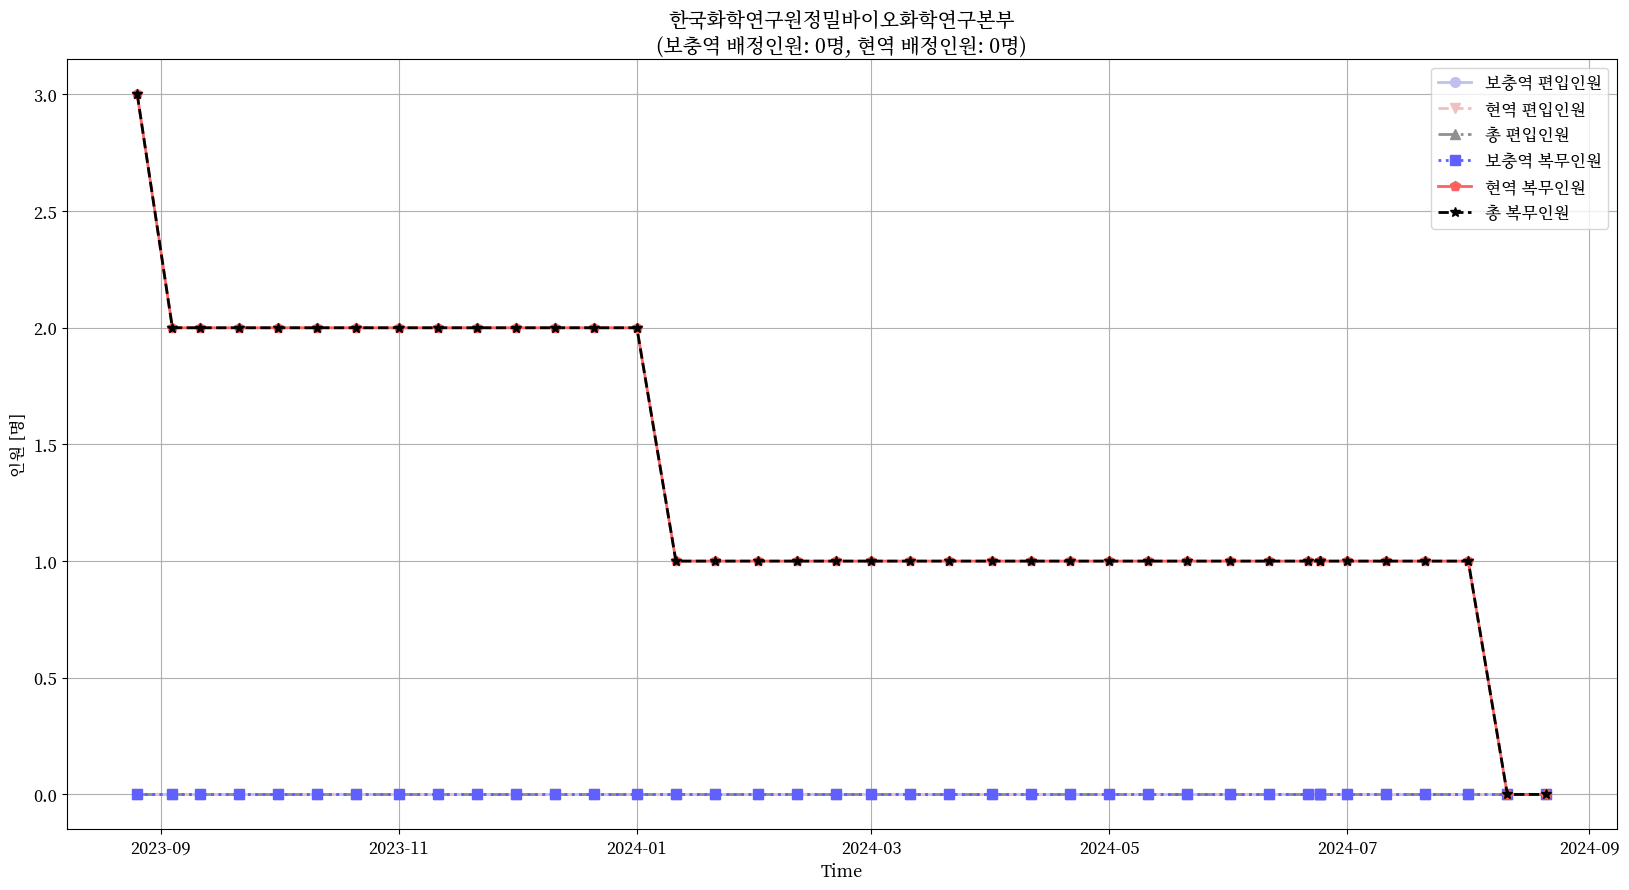 한국화학연구원정밀바이오화학연구본부
(보충역 배정인원: 0명, 현역 배정인원: 0명)
보충역 편입인원
현역 편입인원
총 편입인원
보충역 복무인원
현역 복무인원
총 복무인원
인원 [명]
3.0
2.5
2.0
1.5
1.0
0.5
0.0
2023-09
2023-11
2024-01
2024-03
2024-05
2024-07
2024-09
Time